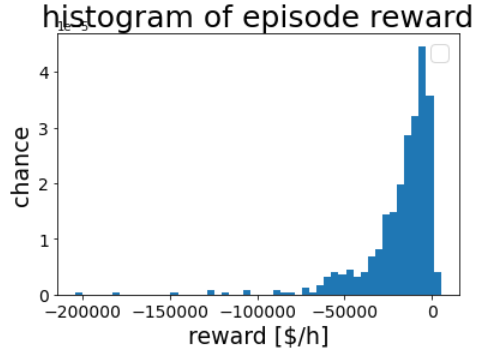 histogram of episode reward
1e−5
4
3
2
1
0
chance
−200000 −150000 −100000 −50000 0
reward [$/h]